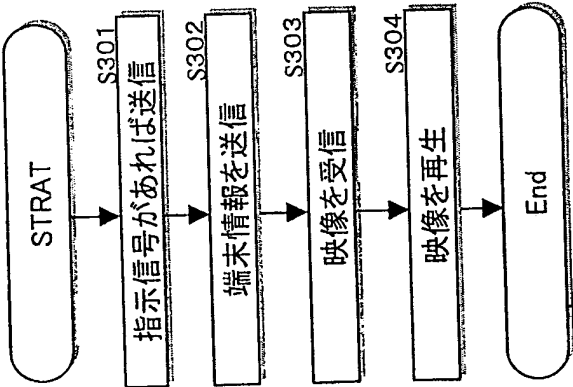 STRAT
S301
指示信号があれば送信
S302
端末情報を送信
S303
映像を受信
S304
映像を再生
End